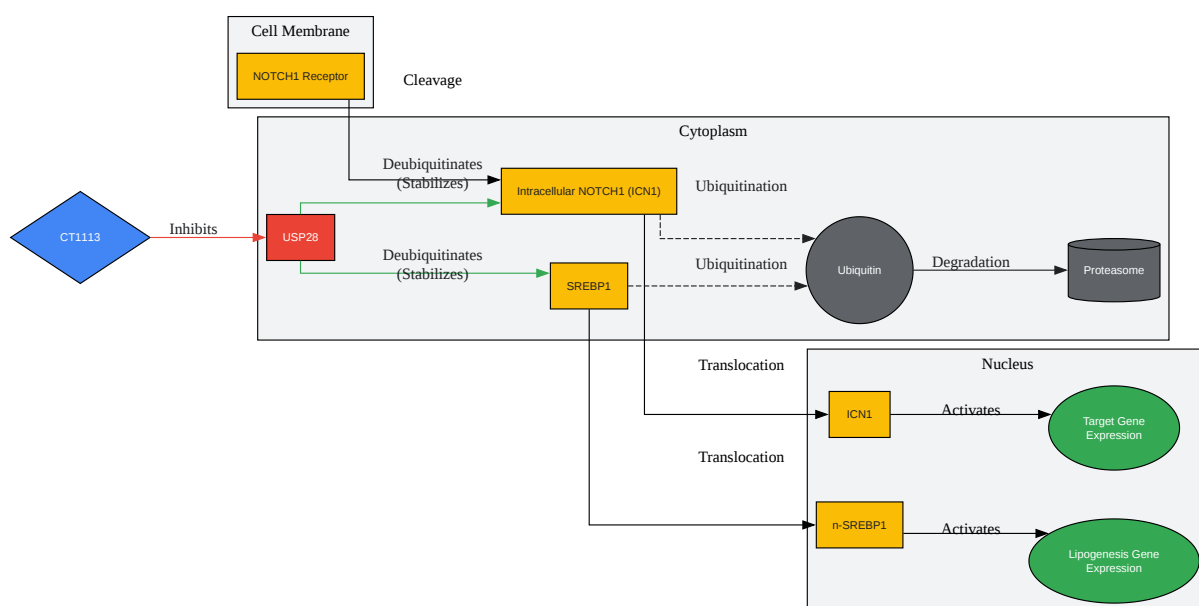 Cell Membrane
NOTCH1 Receptor
Cleavage
Cytoplasm
Deubiquitinates
(Stabilizes)
Intracellular NOTCH1 (ICN1)
Ubiquitination
CT1113
Inhibits
USP28
Deubiquitinates
(Stabilizes)
SREBP1
Ubiquitination
Ubiquitin
Degradation
Proteasome
Translocation
Nucleus
ICN1
Activates
Target Gene
Expression
Translocation
n-SREBP1
Activates
Lipogenesis Gene
Expression